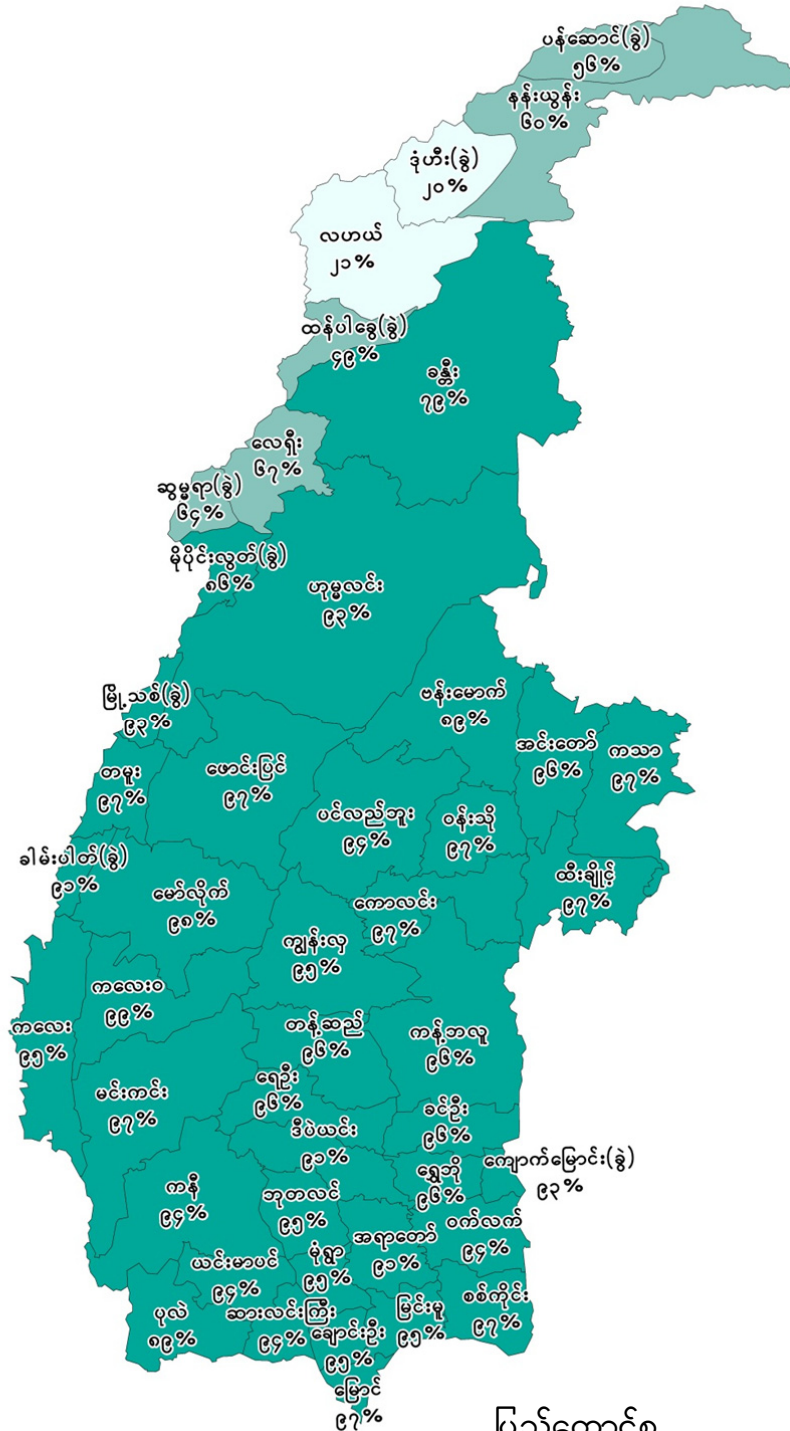 ပန်ဆောင်(ခွဲ)
၅၆%
နန်းယွန်း
၆၀%
ဒုံဟီး(ခွဲ)
၂၀%
လဟယ်
၂၁%
ထန်ပါခွေ(ခွဲ)
၄၉%
ခန္တီး
၇၉%
လေရှီး
၆၇%
ဆွမ္မရာ(ခွဲ)
၆၄%
မိုပိုင်းလွတ်(ခွဲ)
၈၆%
ဟုမ္မလင်း
၉၃%
မြို့သစ်(ခွဲ)
၉၃%
ဗန်းမောက်
၈၉%
အင်းတော်
၉၆%
ကသာ
၉၇%
တမူး
၉၇%
ဖောင်းပြင်
၉၇%
ပင်လည်ဘူး
၉၄%
ဝန်းသို
၉၇%
ခါမ်းပါတ်(ခွဲ)
၉၁%
မော်လိုက်
၉၈%
ကောလင်း
၉၇%
ထီးချိုင့်
၉၇%
ကျွန်းလှ
၉၅%
ကလေးဝ
၉၉%
ကလေး
၉၅%
တန့်ဆည်
၉၆%
ကန့်ဘလူ
၉၆%
မင်းကင်း
၉၇%
ရေဦး
၉၆%
ခင်ဦး
၉၆%
ဒီပဲယင်း
၉၁%
ရွှေဘို
၉၆%
ကျောက်မြောင်း(ခွဲ)
၉၃%
ကနီ
၉၄%
ဘုတလင်
၉၅%
ဝက်လက်
၉၄%
အရာတော်
၉၁%
မုံရွာ
၉၅%
ယင်းမာပင်
၉၄%
စစ်ကိုင်း
၉၇%
ပုလဲ
၈၉%
ဆားလင်းကြီး
၉၄%
ချောင်းဦး
၉၅%
မြင်းမူ
၉၅%
မြောင်
၉၇%